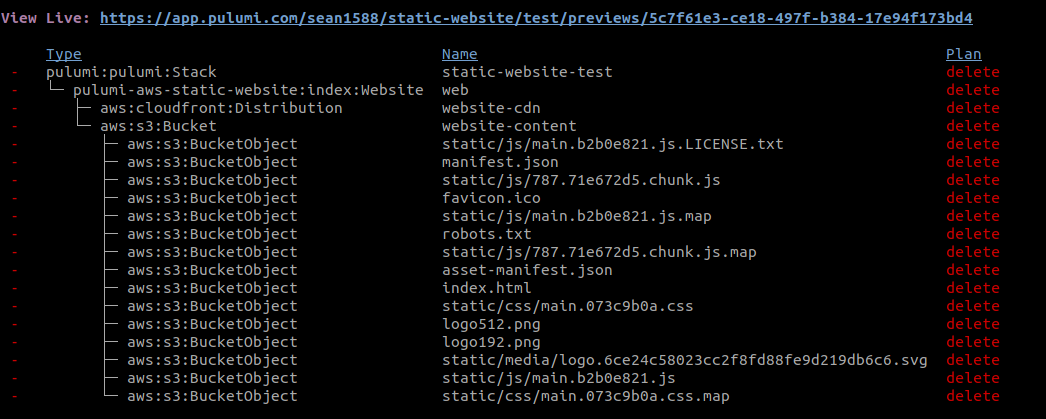 View Live: https://app.pulumi.com/sean1588/static-website/test/previews/5c7f61e3-ce18-497f-b384-17e94f173bd4
Type Name Plan
- pulumi:pulumi:Stack static-website-test delete
- └─ pulumi-aws-static-website:index:Website web delete
- ├─ aws:cloudfront:Distribution website-cdn delete
- └─ aws:s3:Bucket website-content delete
- ├─ aws:s3:BucketObject static/js/main.b2b0e821.js.LICENSE.txt delete
- ├─ aws:s3:BucketObject manifest.json delete
- ├─ aws:s3:BucketObject static/js/787.71e672d5.chunk.js delete
- ├─ aws:s3:BucketObject favicon.ico delete
- ├─ aws:s3:BucketObject static/js/main.b2b0e821.js.map delete
- ├─ aws:s3:BucketObject robots.txt delete
- ├─ aws:s3:BucketObject static/js/787.71e672d5.chunk.js.map delete
- ├─ aws:s3:BucketObject asset-manifest.json delete
- ├─ aws:s3:BucketObject index.html delete
- ├─ aws:s3:BucketObject static/css/main.073c9b0a.css delete
- ├─ aws:s3:BucketObject logo512.png delete
- ├─ aws:s3:BucketObject logo192.png delete
- ├─ aws:s3:BucketObject static/media/logo.6ce24c58023cc2f8fd88fe9d219db6c6.svg delete
- ├─ aws:s3:BucketObject static/js/main.b2b0e821.js delete
- └─ aws:s3:BucketObject static/css/main.073c9b0a.css.map delete